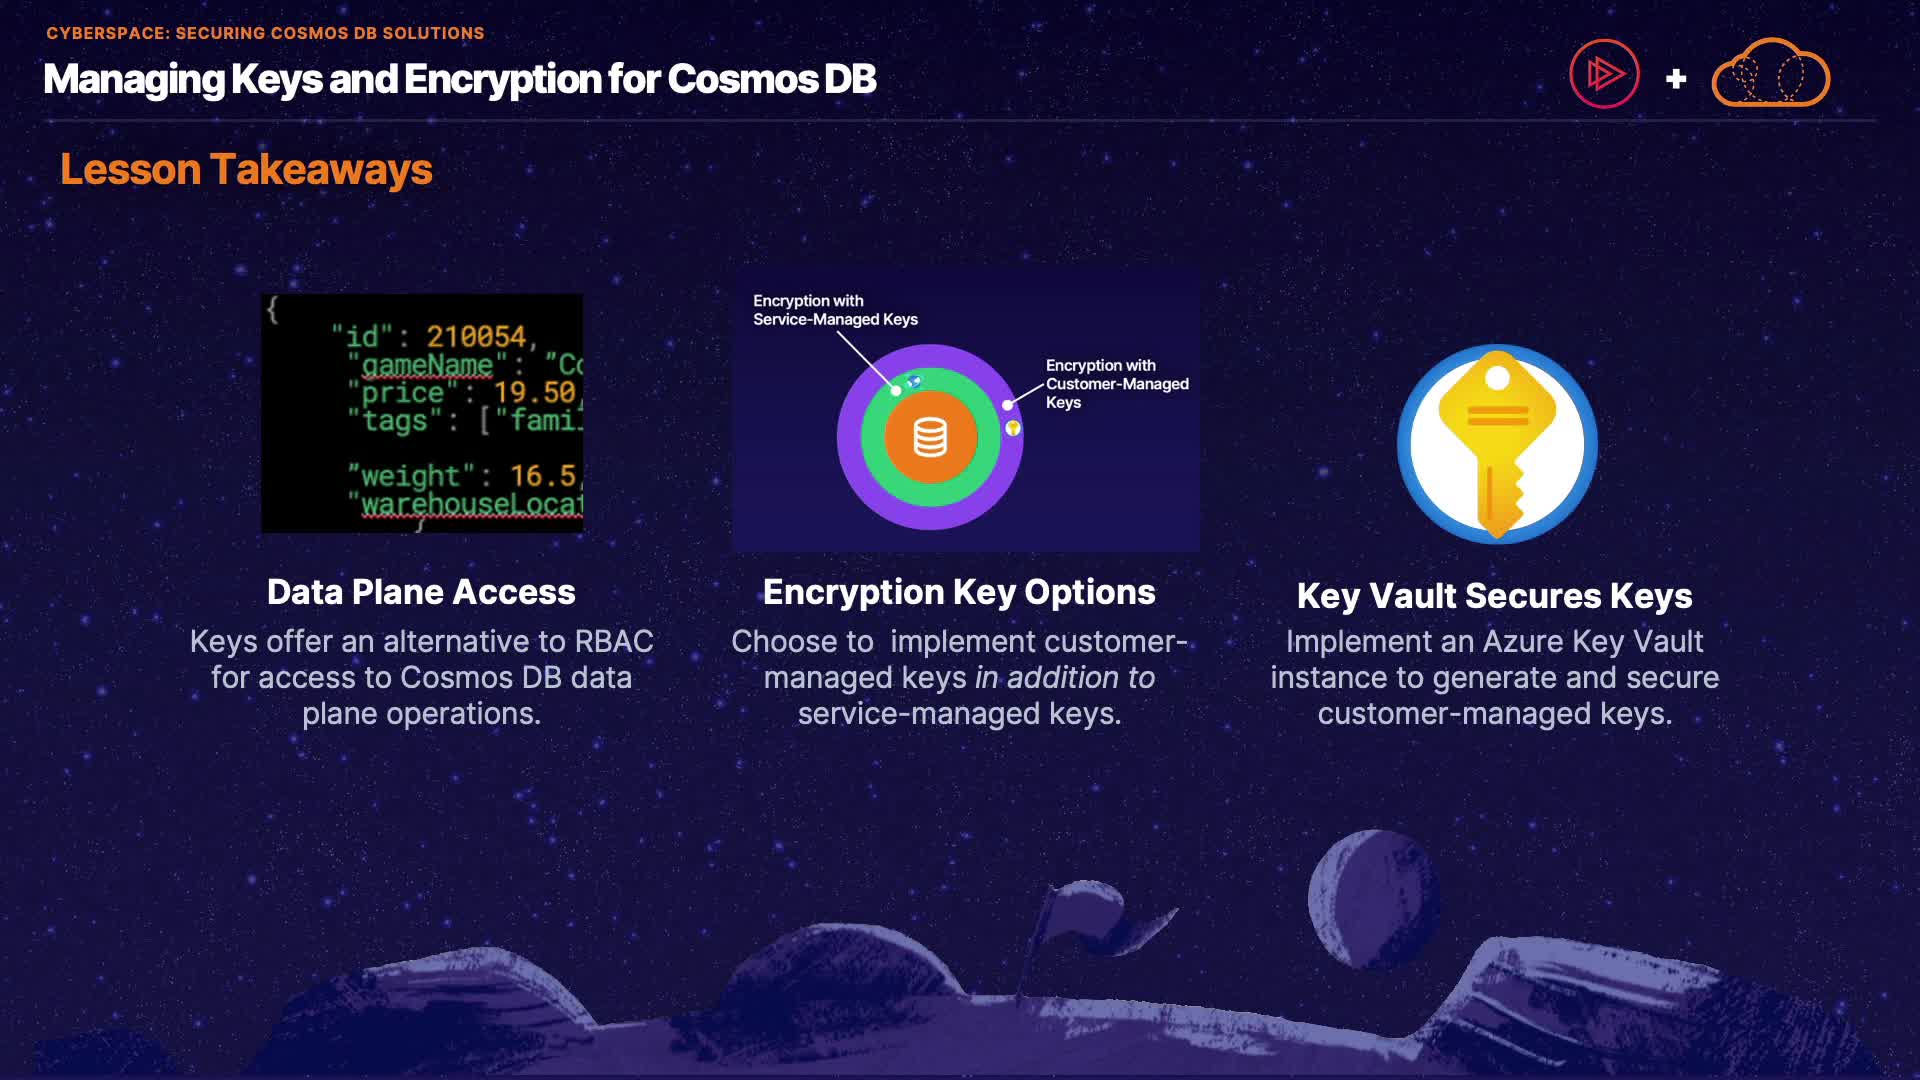 CYBERSPACE: SECURING COSMOS DB SOLUTIONS
Managing Keys and Encryption for Cosmos DB
+
Lesson Takeaways
{
"id": 210054,
"gameName": "Co
"price": 19.50,
"tags": ["fami
"weight": 16.5,
"warehouseLocat
{
Data Plane Access
Keys offer an alternative to RBAC
for access to Cosmos DB data
plane operations.
Encryption with
Service-Managed Keys
Encryption with
Customer-Managed
Keys
Encryption Key Options
Choose to  implement customer-
managed keys in addition to
service-managed keys.
Key Vault Secures Keys
Implement an Azure Key Vault
instance to generate and secure
customer-managed keys.